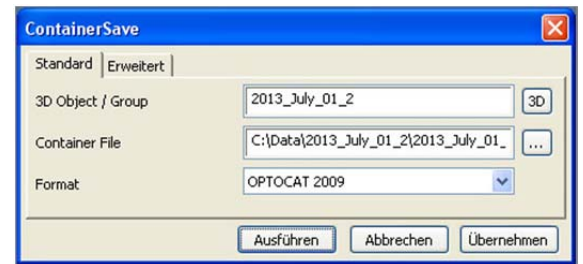 ContainerSave
Standard Erweitert
3D Object / Group 2013_July_01_2 3D
Container File C:\Data\2013_July_01_2\2013_July_01_ ...
Format OPTOCAT 2009
Ausführen Abbrechen Übernehmen